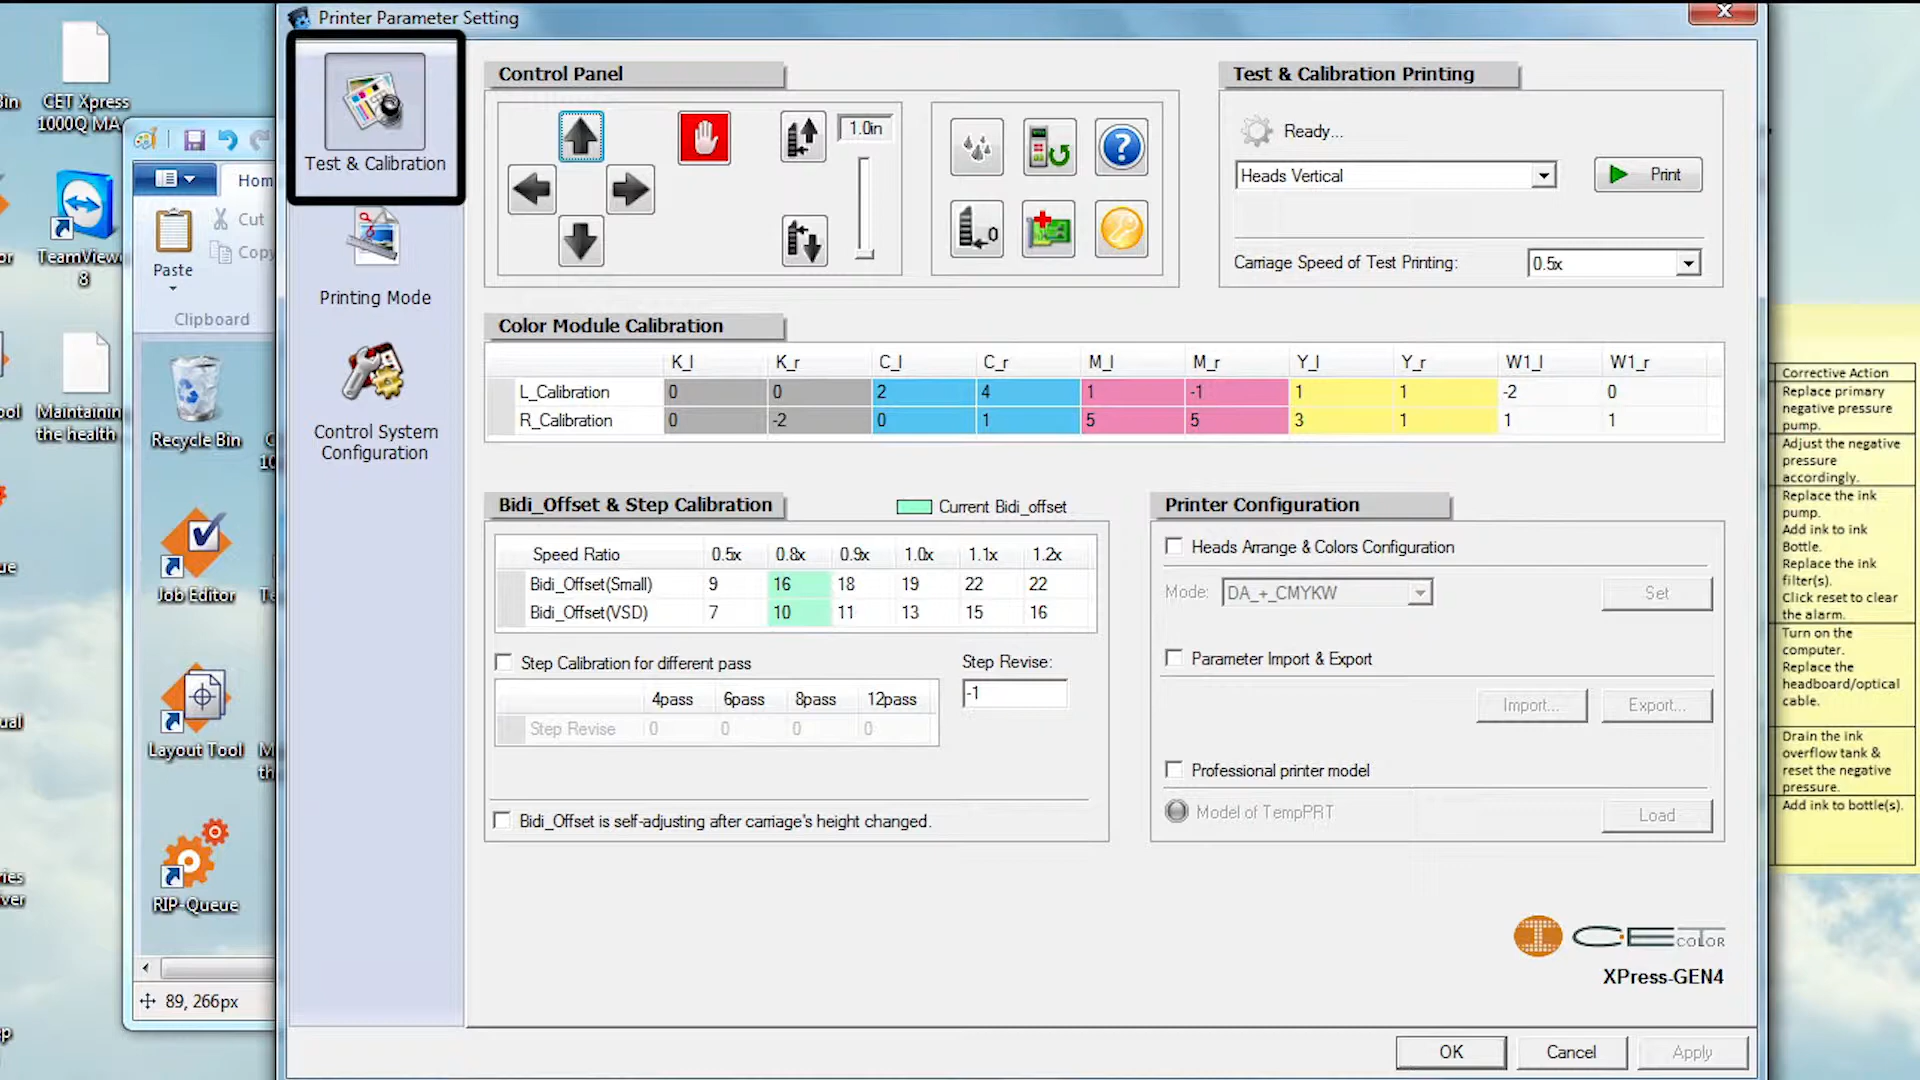 Printer Parameter Setting
CET Xpress
1000Q MA
TeamView
8
Maintainin
the health
Hom
Cut
Copy
Paste
Clipboard
Recycle Bin
Job Editor
Layout Tool
RIP-Queue
89, 266px
Test & Calibration
Printing Mode
Control System
Configuration
Control Panel
1.0in
0
Test & Calibration Printing
Ready...
Heads Vertical
Print
Carriage Speed of Test Printing:
0.5x
Color Module Calibration
K_l K_r C_l C_r M_l M_r Y_l Y_r W1_l W1_r
L_Calibration 0 0 2 4 1 -1 1 1 -2 0
R_Calibration 0 -2 0 1 5 5 3 1 1 1
Bidi_Offset & Step Calibration
Current Bidi_offset
Speed Ratio 0.5x 0.8x 0.9x 1.0x 1.1x 1.2x
Bidi_Offset(Small) 9 16 18 19 22 22
Bidi_Offset(VSD) 7 10 11 13 15 16
Step Calibration for different pass
Step Revise:
-1
4pass 6pass 8pass 12pass
Step Revise 0 0 0 0
Bidi_Offset is self-adjusting after carriage's height changed.
Printer Configuration
Heads Arrange & Colors Configuration
Mode: DA_+_CMYKW Set
Parameter Import & Export
Import... Export...
Professional printer model
Model of TempPRT
Load
CET COLOR
XPress-GEN4
OK Cancel Apply
Corrective Action
Replace primary
negative pressure
pump.
Adjust the negative
pressure
accordingly.
Replace the ink
pump.
Add ink to ink
Bottle.
Replace the ink
filter(s).
Click reset to clear
the alarm.
Turn on the
computer.
Replace the
headboard/optical
cable.
Drain the ink
overflow tank &
reset the negative
pressure.
Add ink to bottle(s).